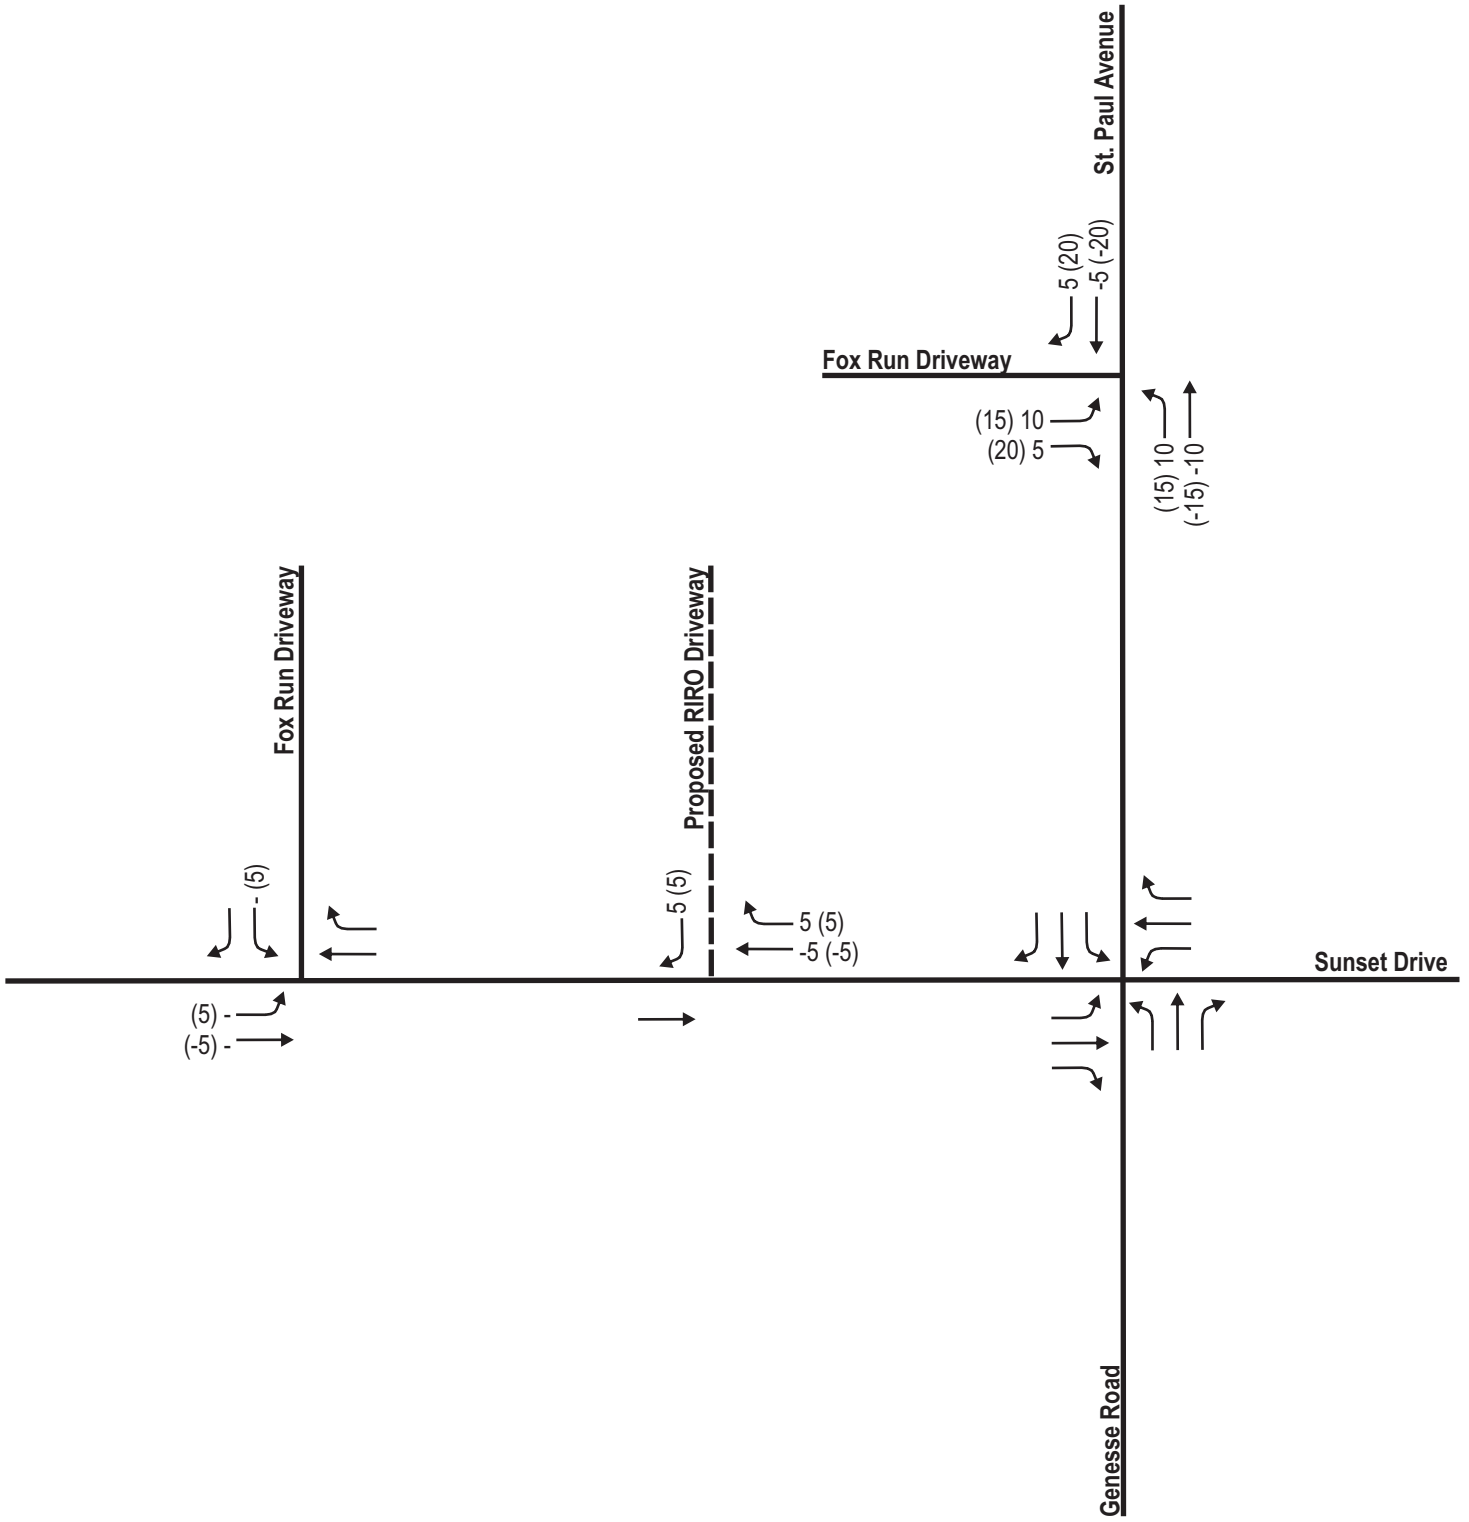 St. Paul Avenue
5 (20)
-5 (-20)
Fox Run Driveway
(15) 10
(20) 5
(15) 10
(-15) -10
Fox Run Driveway
Proposed RIRO Driveway
- (5)
5 (5)
5 (5)
-5 (-5)
Sunset Drive
(5) -
(-5) -
Genesse Road